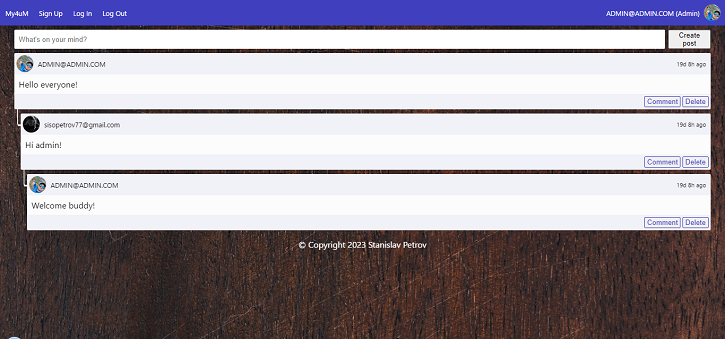 My4uM Sign Up Log In Log Out ADMIN@ADMIN.COM (Admin)
What's on your mind? Create
post
ADMIN@ADMIN.COM 19d 8h ago
Hello everyone!
Comment Delete
sisopetrov77@gmail.com 19d 8h ago
Hi admin!
Comment Delete
ADMIN@ADMIN.COM 19d 8h ago
Welcome buddy!
Comment Delete
© Copyright 2023 Stanislav Petrov